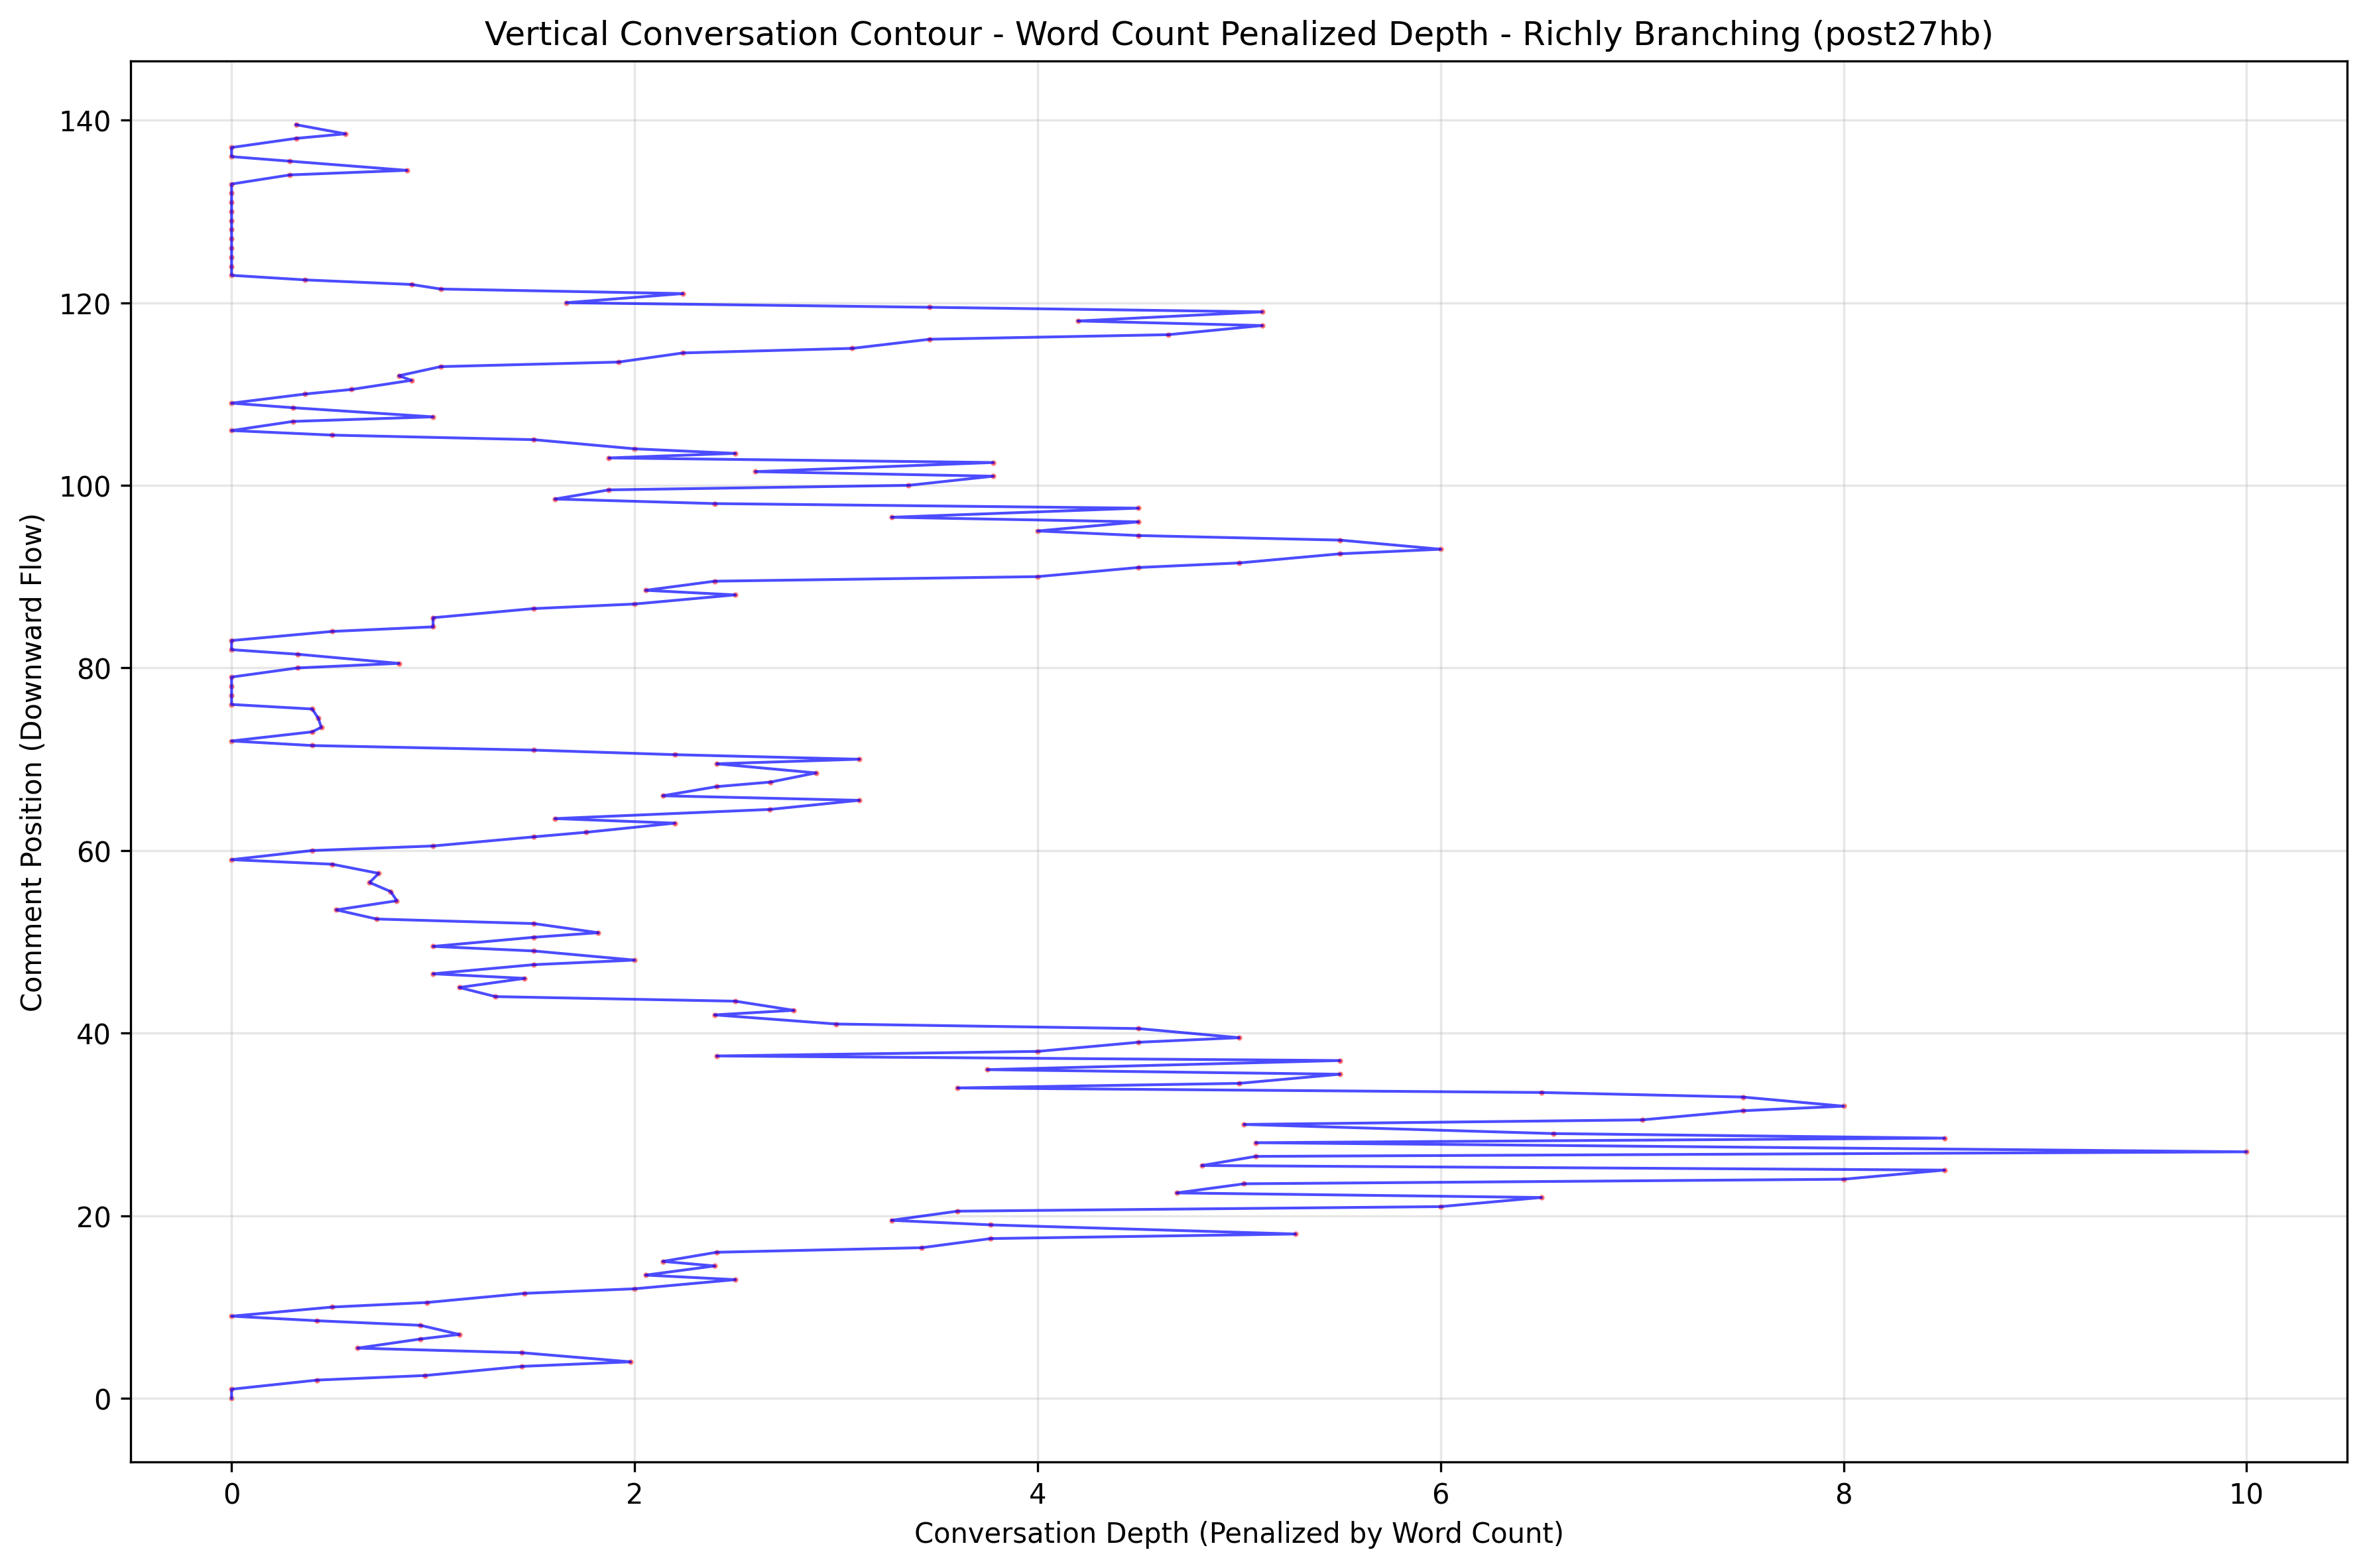 Vertical Conversation Contour - Word Count Penalized Depth - Richly Branching (post27hb)
Comment Position (Downward Flow)
140
120
100
80
60
40
20
0
0 2 4 6 8 10
Conversation Depth (Penalized by Word Count)